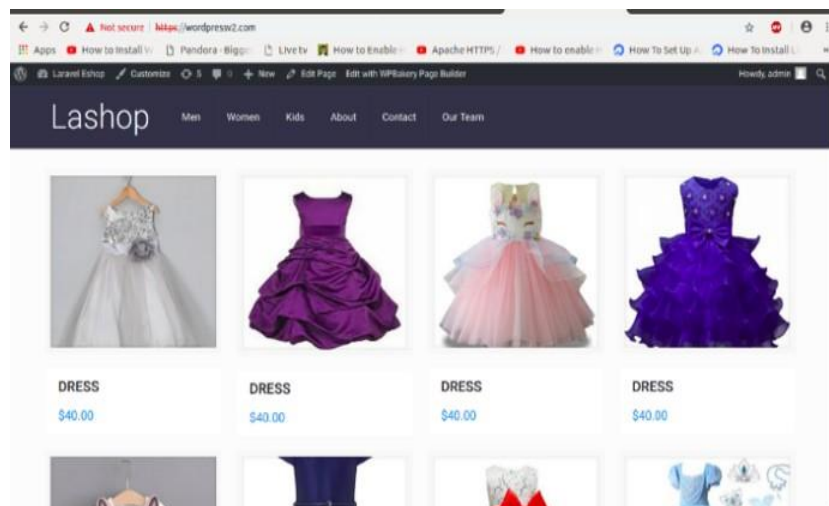 Not secure | https://wordpressv2.com
Apps How to Install W Pandora - Bigge Live tv How to Enable Apache HTTPS / How to enable How To Set Up A How To Install L
Laravel Eshop Customize 5 0 New Edit Page Edit with WPBakery Page Builder Howdy, admin
Lashop Men Women Kids About Contact Our Team
DRESS DRESS DRESS DRESS
$40.00 $40.00 $40.00 $40.00